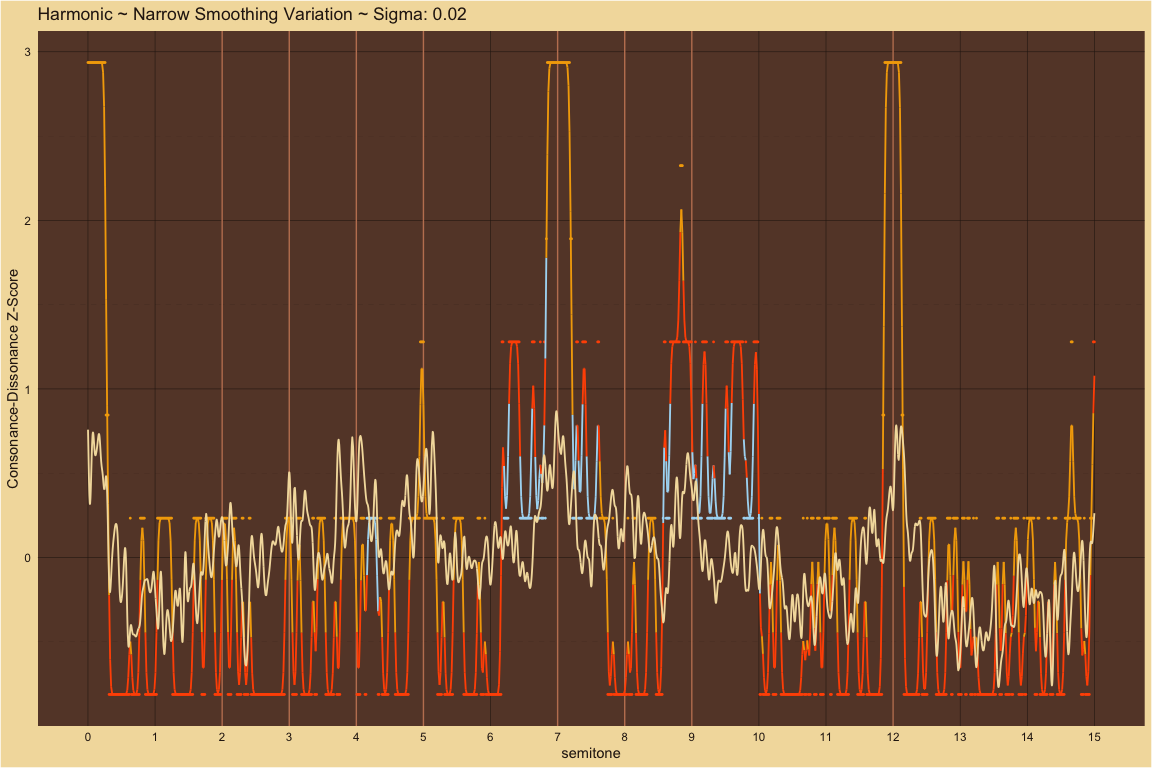 Harmonic ~ Narrow Smoothing Variation ~ Sigma: 0.02
3
2
1
0
Consonance-Dissonance Z-Score
0 1 2 3 4 5 6 7 8 9 10 11 12 13 14 15
semitone